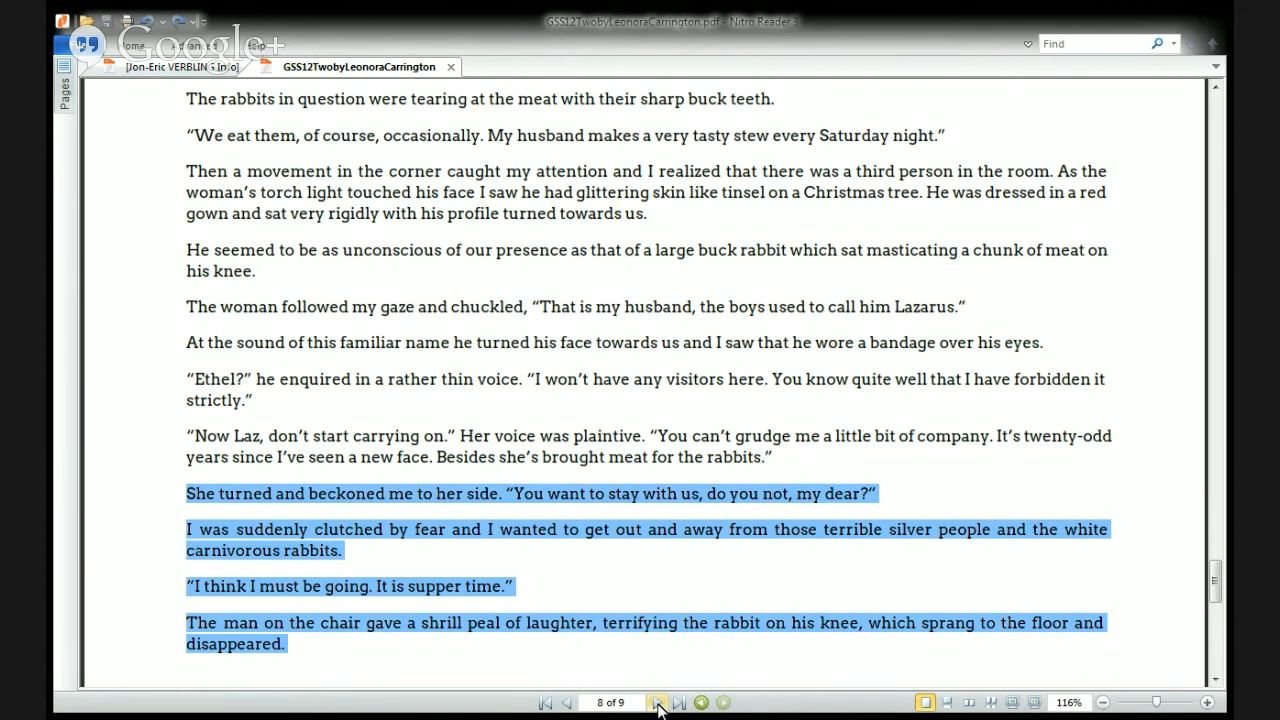 GSS12TwobyLeonoraCarrington.pdf - Nitro Reader 3
Google+
File Home Advanced Help
Find
[Jon-Eric VERBLING Info]
GSS12TwobyLeonoraCarrington
Pages
The rabbits in question were tearing at the meat with their sharp buck teeth.
“We eat them, of course, occasionally. My husband makes a very tasty stew every Saturday night.”
Then a movement in the corner caught my attention and I realized that there was a third person in the room. As the
woman’s torch light touched his face I saw he had glittering skin like tinsel on a Christmas tree. He was dressed in a red
gown and sat very rigidly with his profile turned towards us.
He seemed to be as unconscious of our presence as that of a large buck rabbit which sat masticating a chunk of meat on
his knee.
The woman followed my gaze and chuckled, “That is my husband, the boys used to call him Lazarus.”
At the sound of this familiar name he turned his face towards us and I saw that he wore a bandage over his eyes.
“Ethel?” he enquired in a rather thin voice. “I won’t have any visitors here. You know quite well that I have forbidden it
strictly.”
“Now Laz, don’t start carrying on.” Her voice was plaintive. “You can’t grudge me a little bit of company. It’s twenty-odd
years since I’ve seen a new face. Besides she’s brought meat for the rabbits.”
She turned and beckoned me to her side. “You want to stay with us, do you not, my dear?“
I was suddenly clutched by fear and I wanted to get out and away from those terrible silver people and the white
carnivorous rabbits.
“I think I must be going. It is supper time.”
The man on the chair gave a shrill peal of laughter, terrifying the rabbit on his knee, which sprang to the floor and
disappeared.
8 of 9
116%